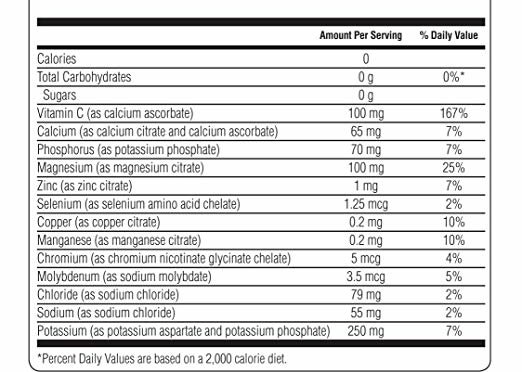 Amount Per Serving % Daily Value
Calories 0
Total Carbohydrates 0 g 0%*
Sugars 0 g
Vitamin C (as calcium ascorbate) 100 mg 167%
Calcium (as calcium citrate and calcium ascorbate) 65 mg 7%
Phosphorus (as potassium phosphate) 70 mg 7%
Magnesium (as magnesium citrate) 100 mg 25%
Zinc (as zinc citrate) 1 mg 7%
Selenium (as selenium amino acid chelate) 1.25 mcg 2%
Copper (as copper citrate) 0.2 mg 10%
Manganese (as manganese citrate) 0.2 mg 10%
Chromium (as chromium nicotinate glycinate chelate) 5 mcg 4%
Molybdenum (as sodium molybdate) 3.5 mcg 5%
Chloride (as sodium chloride) 79 mg 2%
Sodium (as sodium chloride) 55 mg 2%
Potassium (as potassium aspartate and potassium phosphate) 250 mg 7%
*Percent Daily Values are based on a 2,000 calorie diet.